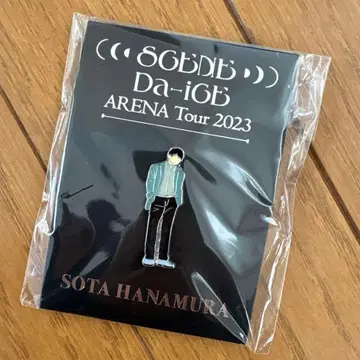 SCENE
Da-iCE
ARENA Tour 2023
SOTA HANAMURA